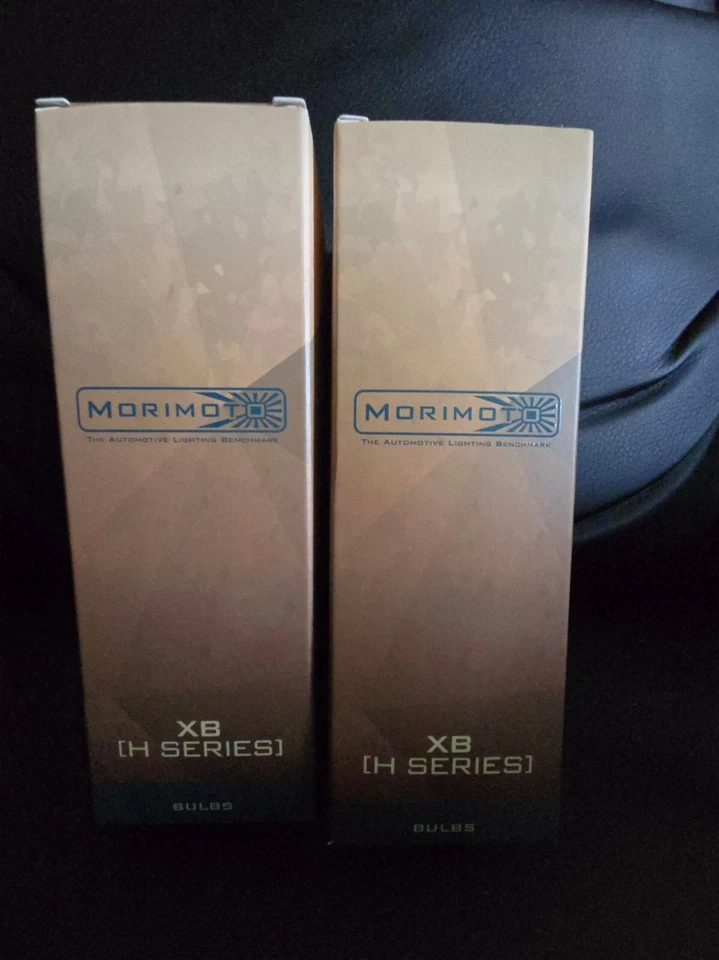 MORIMOTO
THE AUTOMOTIVE LIGHTING BENCHMARK
XB
[H SERIES]
BULBS
MORIMOTO
THE AUTOMOTIVE LIGHTING BENCHMARK
XB
[H SERIES]
BULBS